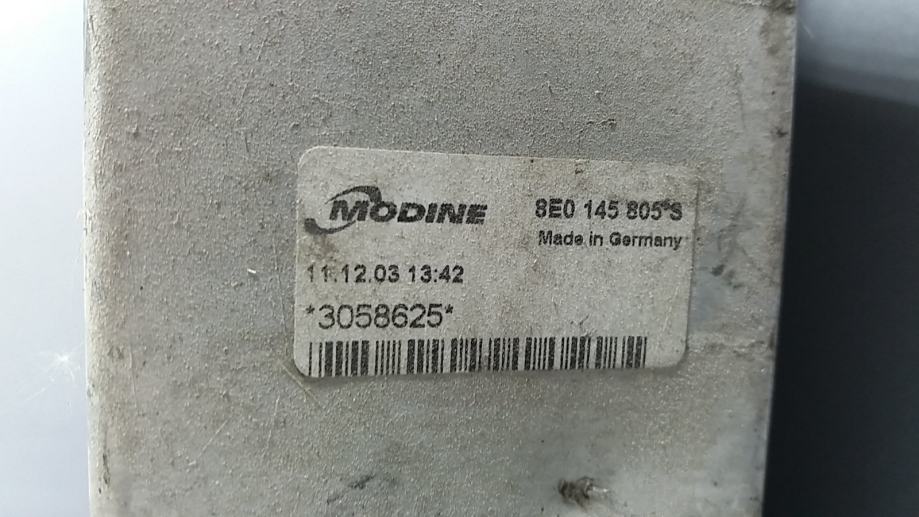 MODINE 8E0 145 805*S
Made in Germany
11.12.03 13:42
*3058625*